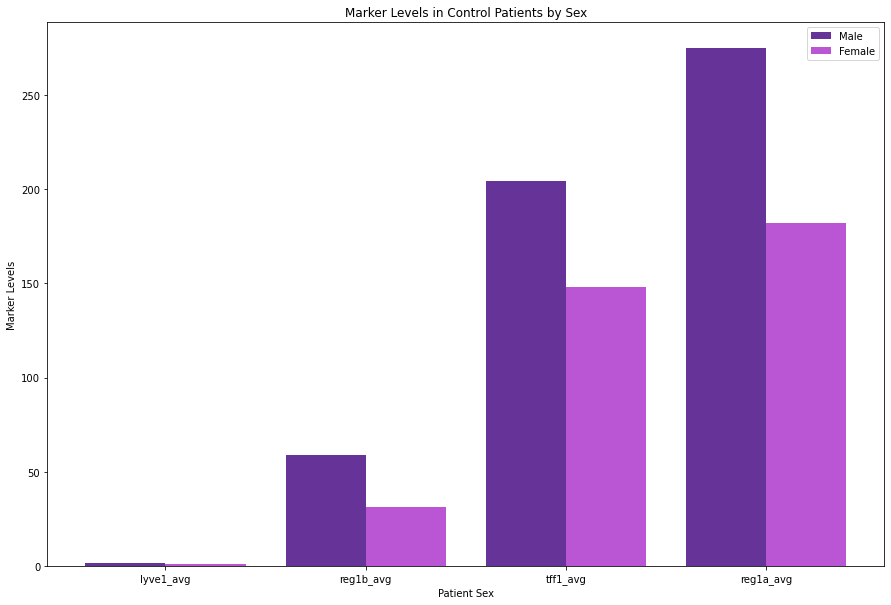 Marker Levels in Control Patients by Sex
Male
Female
Marker Levels
250
200
150
100
50
0
lyve1_avg
reg1b_avg
tff1_avg
reg1a_avg
Patient Sex